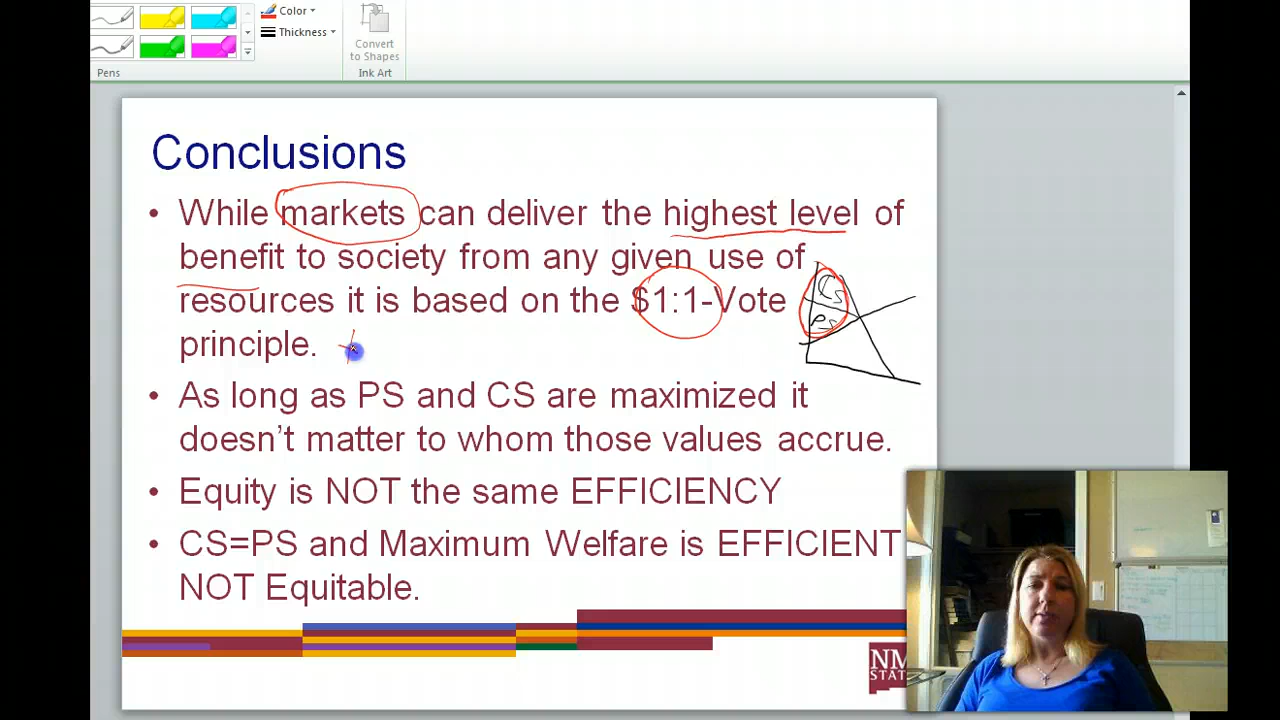 Color
Thickness
Convert
to Shapes
Pens
Ink Art
Conclusions
• While markets can deliver the highest level of
benefit to society from any given use of
resources it is based on the $1:1-Vote
principle.
CS
PS
• As long as PS and CS are maximized it
doesn't matter to whom those values accrue.
• Equity is NOT the same EFFICIENCY
• CS=PS and Maximum Welfare is EFFICIENT
NOT Equitable.
NM
STAT